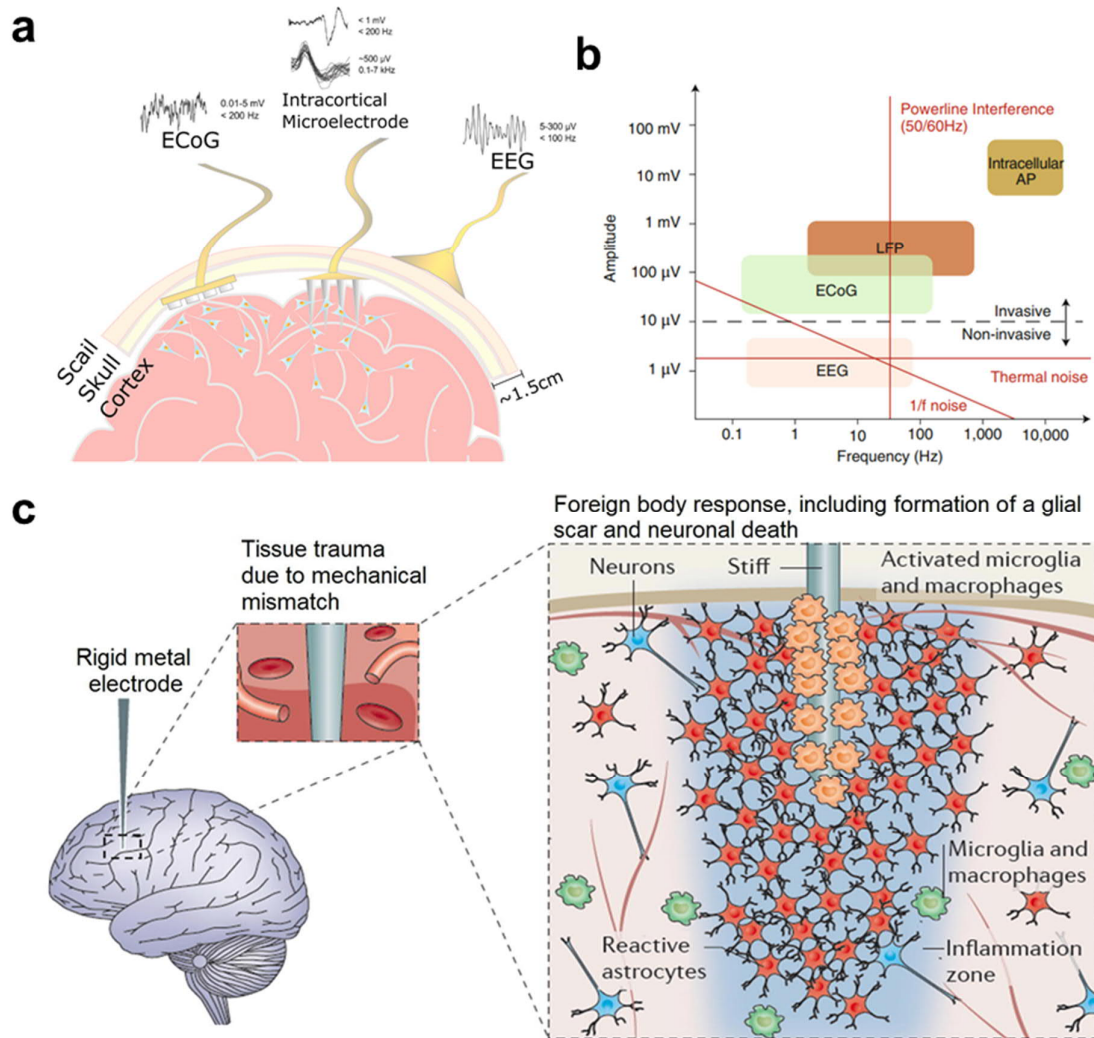 a
< 1 mV
< 200 Hz
~500 µV
0.1-7 kHz
0.01-5 mV
< 200 Hz
ECoG
Intracortical
Microelectrode
5-300 µV
< 100 Hz
EEG
Scail
Skull
Cortex
~1.5cm
b
Powerline Interference
(50/60Hz)
100 mV
10 mV
1 mV
100 µV
10 µV
1 µV
Amplitude
Intracellular
AP
LFP
ECoG
Invasive
Non-invasive
EEG
Thermal noise
1/f noise
0.1
1
10
100
1,000
10,000
Frequency (Hz)
c
Foreign body response, including formation of a glial
scar and neuronal death
Tissue trauma
due to mechanical
mismatch
Rigid metal
electrode
Neurons
Stiff
Activated microglia
and macrophages
Microglia and
macrophages
Reactive
astrocytes
Inflammation
zone